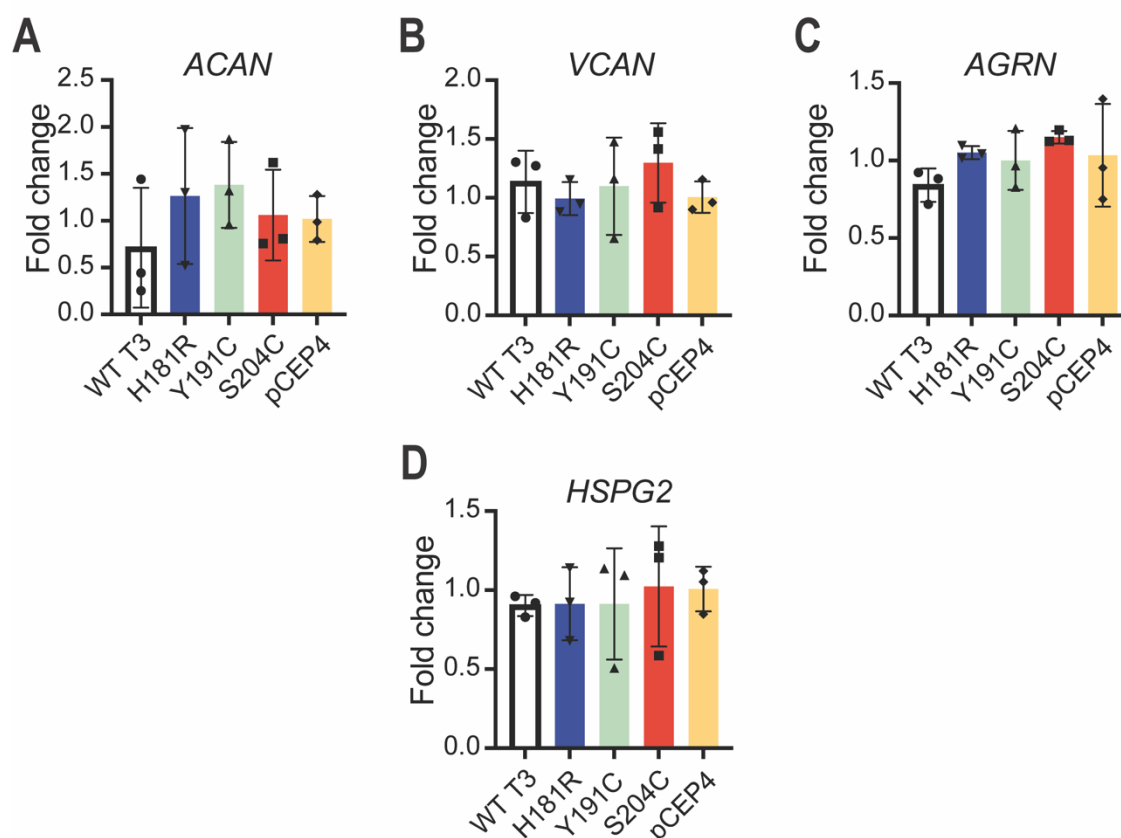 A
ACAN
Fold change
2.5
2.0
1.5
1.0
0.5
0.0
WT T3
H181R
Y191C
S204C
pCEP4
B
VCAN
Fold change
2.0
1.5
1.0
0.5
0.0
WT T3
H181R
Y191C
S204C
pCEP4
C
AGRN
Fold change
1.5
1.0
0.5
0.0
WT T3
H181R
Y191C
S204C
pCEP4
D
HSPG2
Fold change
1.5
1.0
0.5
0.0
WT T3
H181R
Y191C
S204C
pCEP4